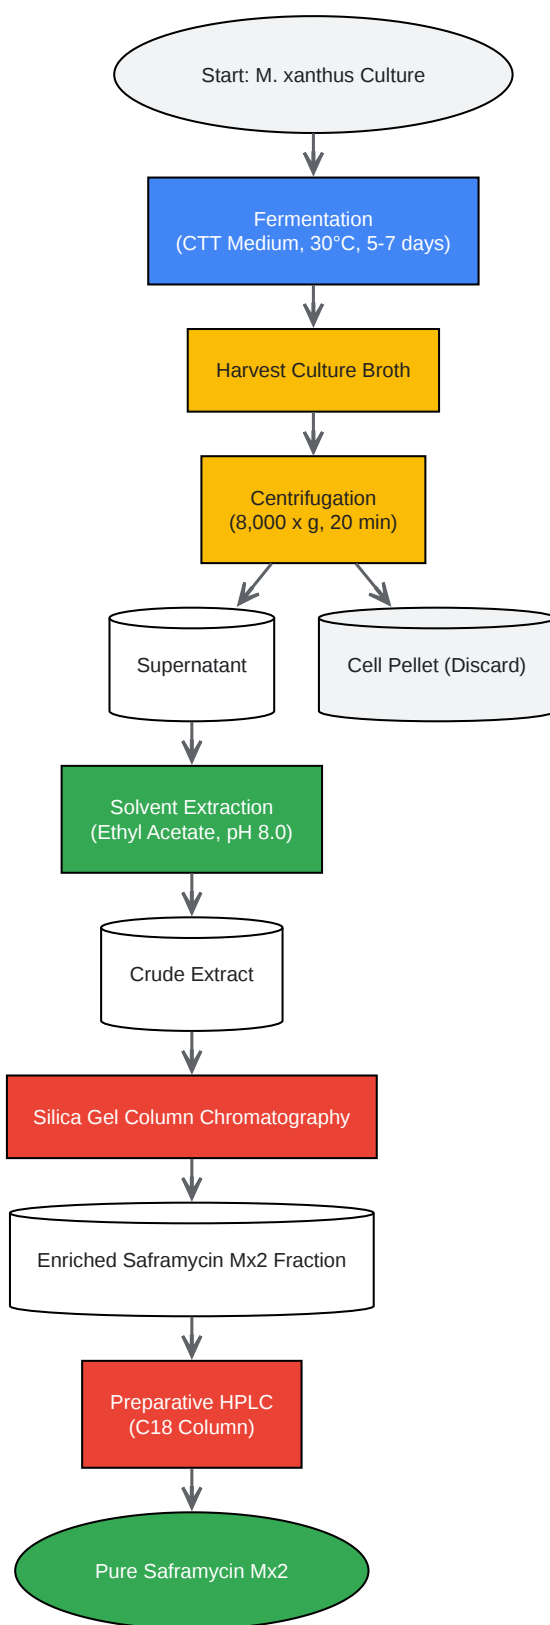 Start: M. xanthus Culture
Fermentation
(CTT Medium, 30°C, 5-7 days)
Harvest Culture Broth
Centrifugation
(8,000 x g, 20 min)
Supernatant
Cell Pellet (Discard)
Solvent Extraction
(Ethyl Acetate, pH 8.0)
Crude Extract
Silica Gel Column Chromatography
Enriched Saframycin Mx2 Fraction
Preparative HPLC
(C18 Column)
Pure Saframycin Mx2